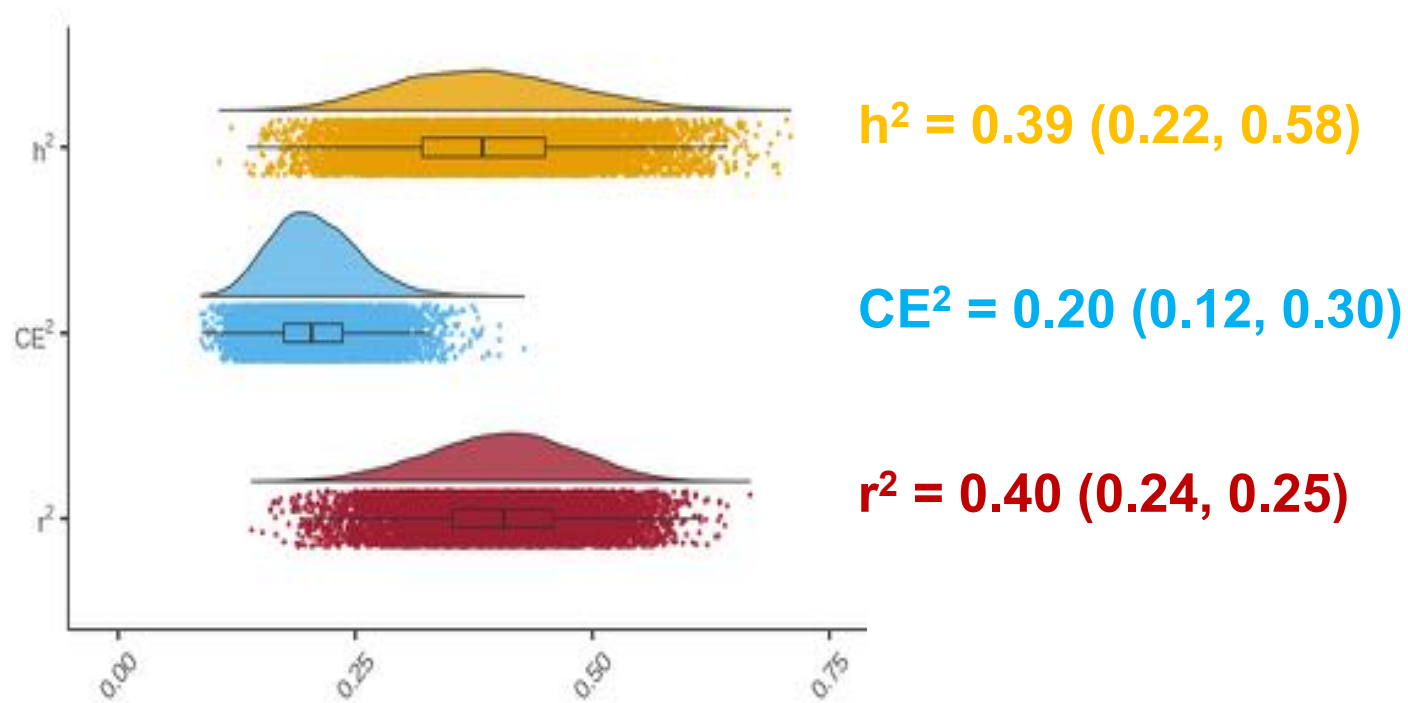 h²
h² = 0.39 (0.22, 0.58)
CE²
CE² = 0.20 (0.12, 0.30)
r²
r² = 0.40 (0.24, 0.25)
0.00
0.25
0.50
0.75